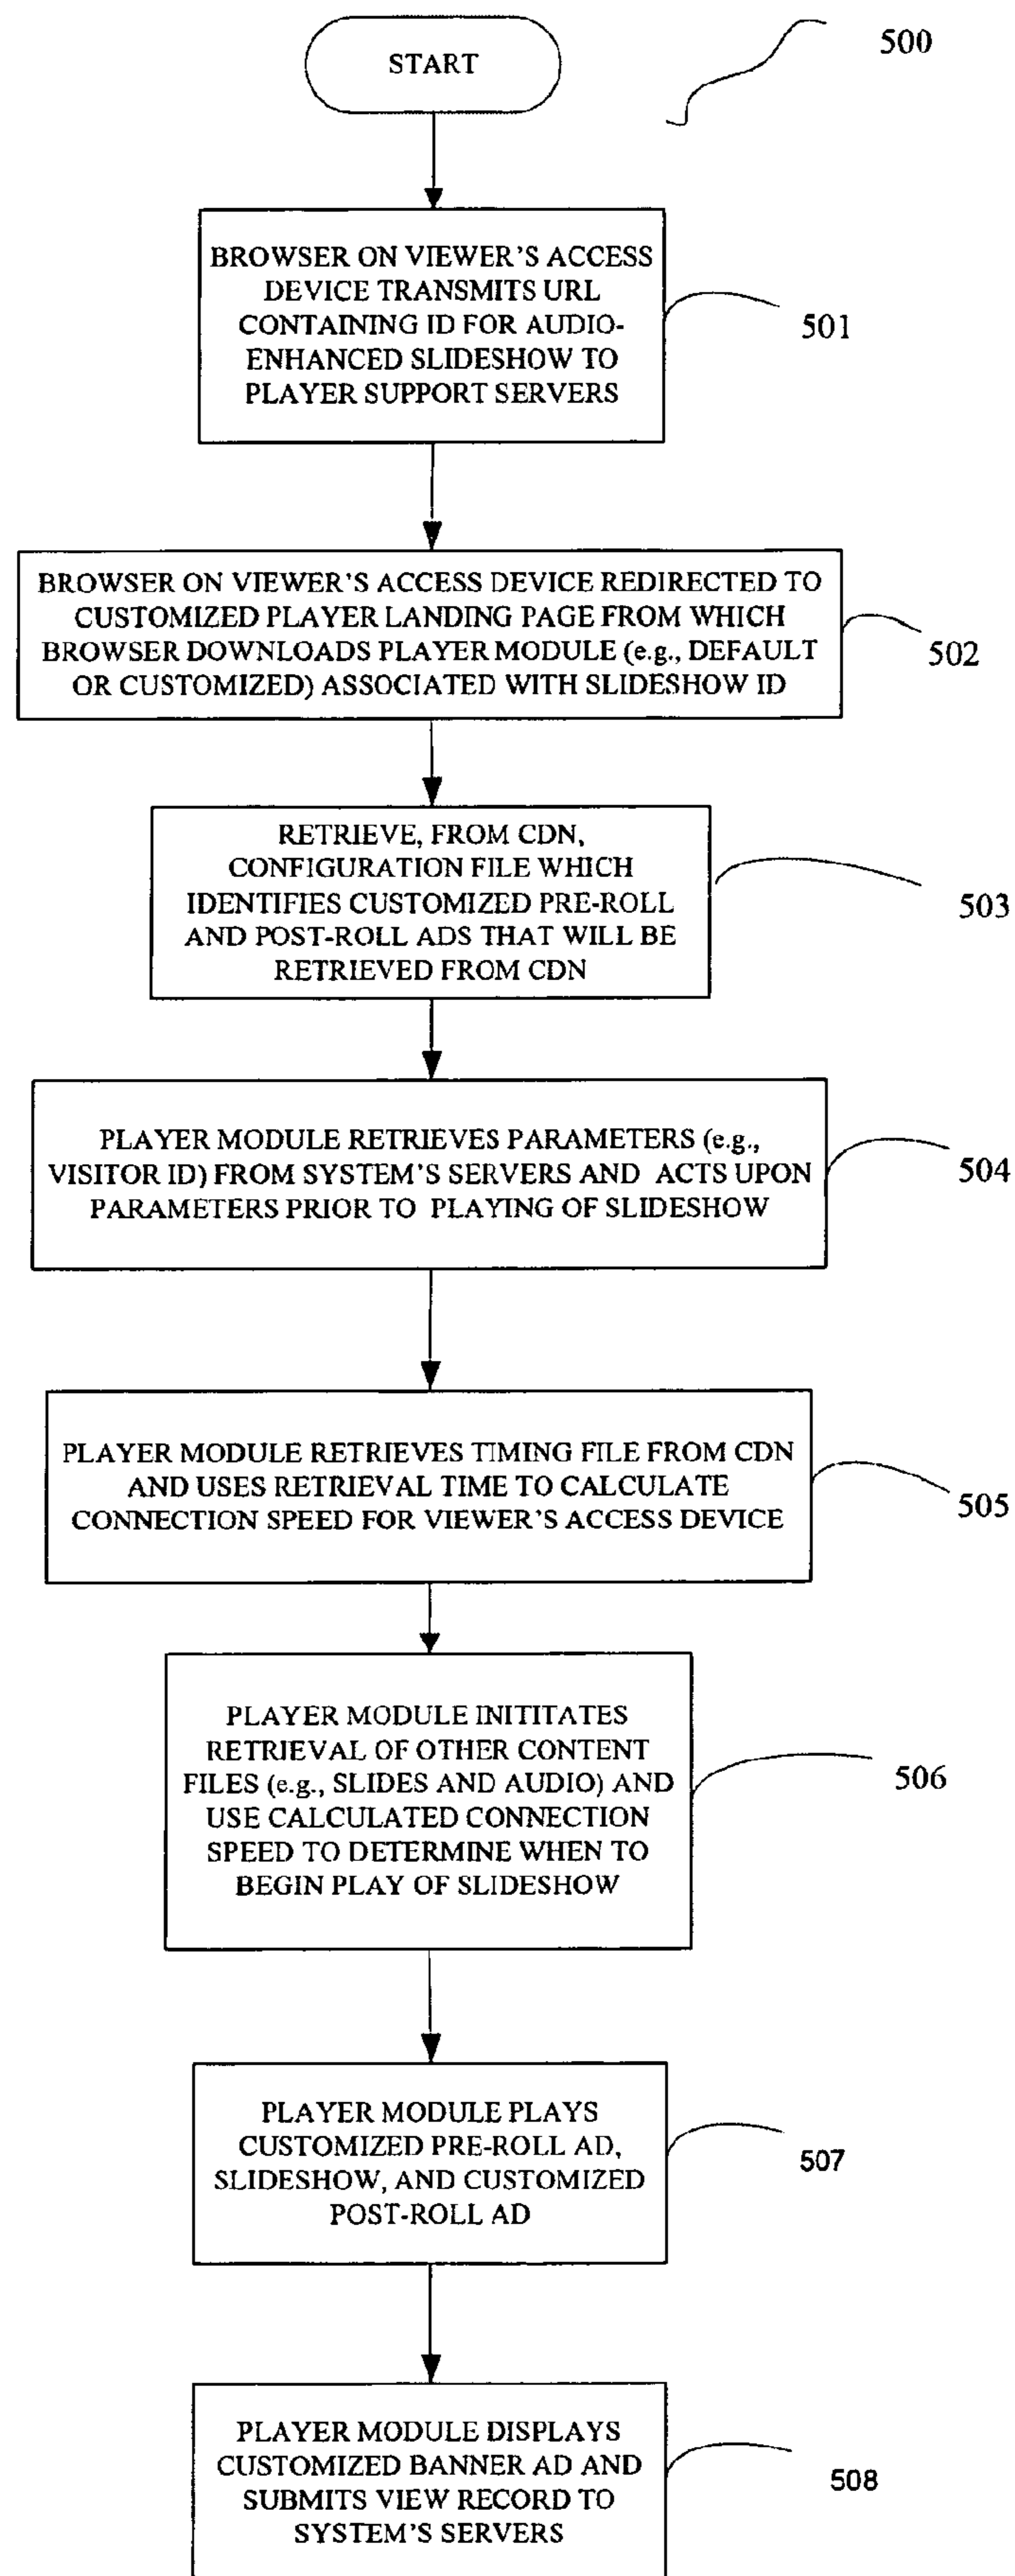 START
500
BROWSER ON VIEWER'S ACCESS
DEVICE TRANSMITS URL
CONTAINING ID FOR AUDIO-
ENHANCED SLIDESHOW TO
PLAYER SUPPORT SERVERS
501
BROWSER ON VIEWER'S ACCESS DEVICE REDIRECTED TO
CUSTOMIZED PLAYER LANDING PAGE FROM WHICH
BROWSER DOWNLOADS PLAYER MODULE (e.g., DEFAULT
OR CUSTOMIZED) ASSOCIATED WITH SLIDESHOW ID
502
RETRIEVE, FROM CDN,
CONFIGURATION FILE WHICH
IDENTIFIES CUSTOMIZED PRE-ROLL
AND POST-ROLL ADS THAT WILL BE
RETRIEVED FROM CDN
503
PLAYER MODULE RETRIEVES PARAMETERS (e.g.,
VISITOR ID) FROM SYSTEM'S SERVERS AND ACTS UPON
PARAMETERS PRIOR TO PLAYING OF SLIDESHOW
504
PLAYER MODULE RETRIEVES TIMING FILE FROM CDN
AND USES RETRIEVAL TIME TO CALCULATE
CONNECTION SPEED FOR VIEWER'S ACCESS DEVICE
505
PLAYER MODULE INITITATES
RETRIEVAL OF OTHER CONTENT
FILES (e.g., SLIDES AND AUDIO) AND
USE CALCULATED CONNECTION
SPEED TO DETERMINE WHEN TO
BEGIN PLAY OF SLIDESHOW
506
PLAYER MODULE PLAYS
CUSTOMIZED PRE-ROLL AD,
SLIDESHOW, AND CUSTOMIZED
POST-ROLL AD
507
PLAYER MODULE DISPLAYS
CUSTOMIZED BANNER AD AND
SUBMITS VIEW RECORD TO
SYSTEM'S SERVERS
508